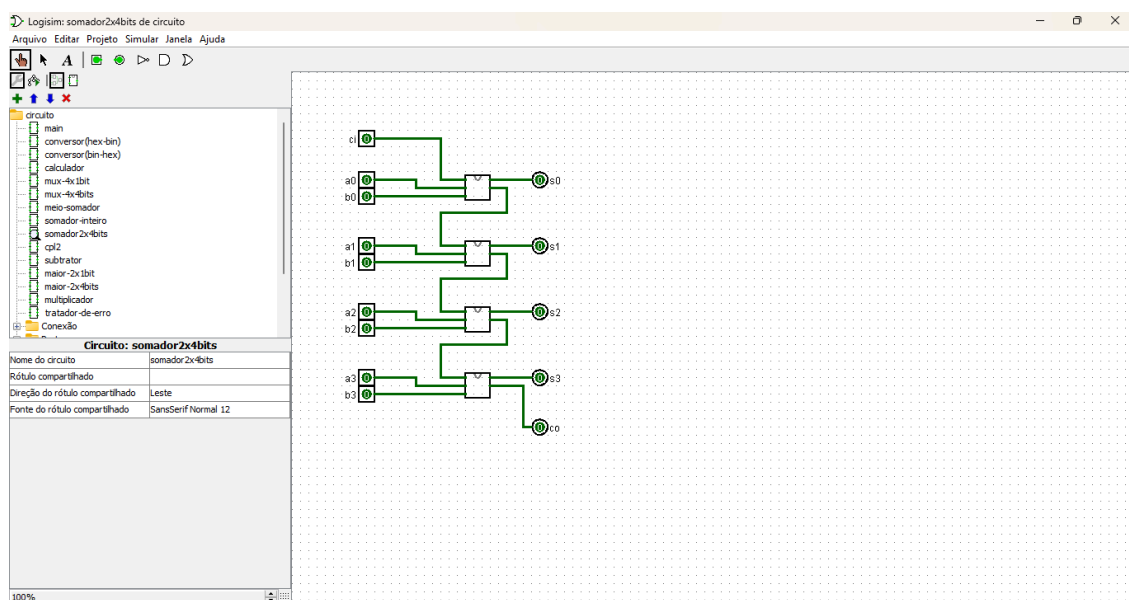 Logisim: somador2x4bits de circuito
Arquivo Editar Projeto Simular Janela Ajuda
A
circuito
main
conversor(hex-bin)
conversor(bin-hex)
calculador
mux-4x1bit
mux-4x4bits
meio-somador
somador-inteiro
somador2x4bits
cpl2
subtrator
maior-2x1bit
maior-2x4bits
multiplicador
tratador-de-erro
Conexão
Circuito: somador2x4bits
Nome do circuito somador2x4bits
Rótulo compartilhado
Direção do rótulo compartilhado Leste
Fonte do rótulo compartilhado SansSerif Normal 12
100%
ci 0
a0 0 0 s0
b0 0
a1 0 0 s1
b1 0
a2 0 0 s2
b2 0
a3 0 0 s3
b3 0
0 co